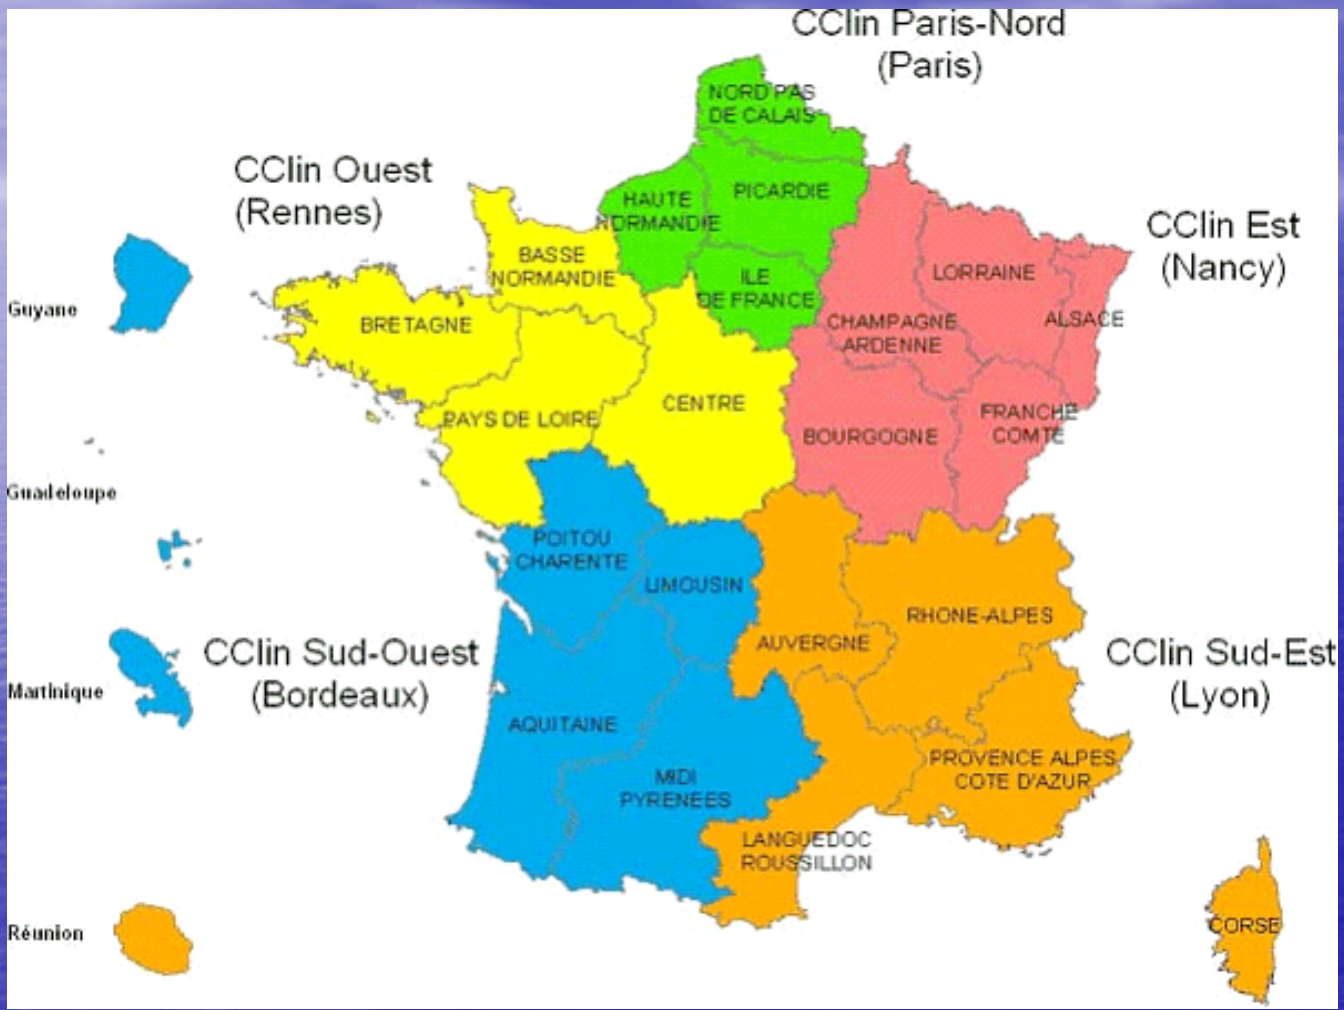 CClin Paris-Nord
(Paris)
NORD PAS
DE CALAIS
CClin Ouest
(Rennes)
HAUTE
NORMANDIE
PICARDIE
CClin Est
(Nancy)
BASSE
NORMANDIE
ILE
DE FRANCE
LORRAINE
Guyane
BRETAGNE
CHAMPAGNE
ARDENNE
ALSACE
PAYS DE LOIRE
CENTRE
BOURGOGNE
FRANCHE
COMTE
Guadeloupe
POITOU
CHARENTE
LIMOUSIN
AUVERGNE
RHONE-ALPES
CClin Sud-Ouest
(Bordeaux)
CClin Sud-Est
(Lyon)
Martinique
AQUITAINE
MIDI
PYRENEES
PROVENCE ALPES
COTE D'AZUR
LANGUEDOC
ROUSSILLON
Réunion
CORSE